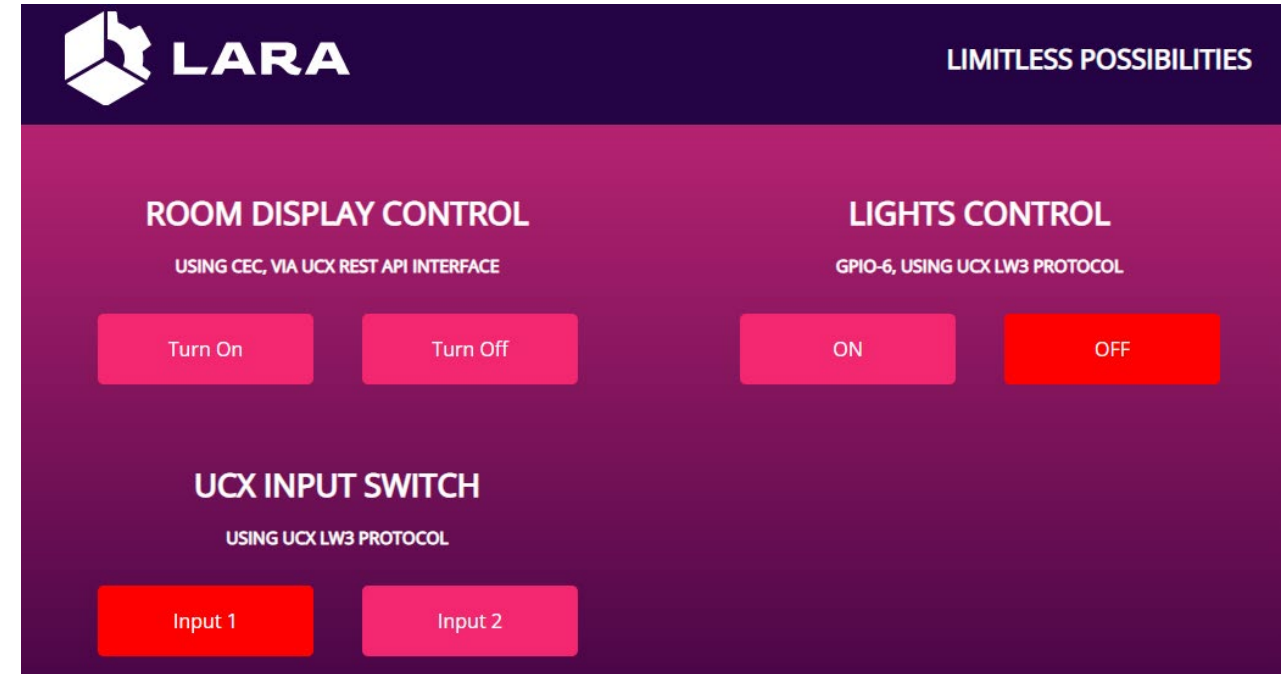 LARA
LIMITLESS POSSIBILITIES
ROOM DISPLAY CONTROL
USING CEC, VIA UCX REST API INTERFACE
Turn On
Turn Off
LIGHTS CONTROL
GPIO-6, USING UCX LW3 PROTOCOL
ON
OFF
UCX INPUT SWITCH
USING UCX LW3 PROTOCOL
Input 1
Input 2